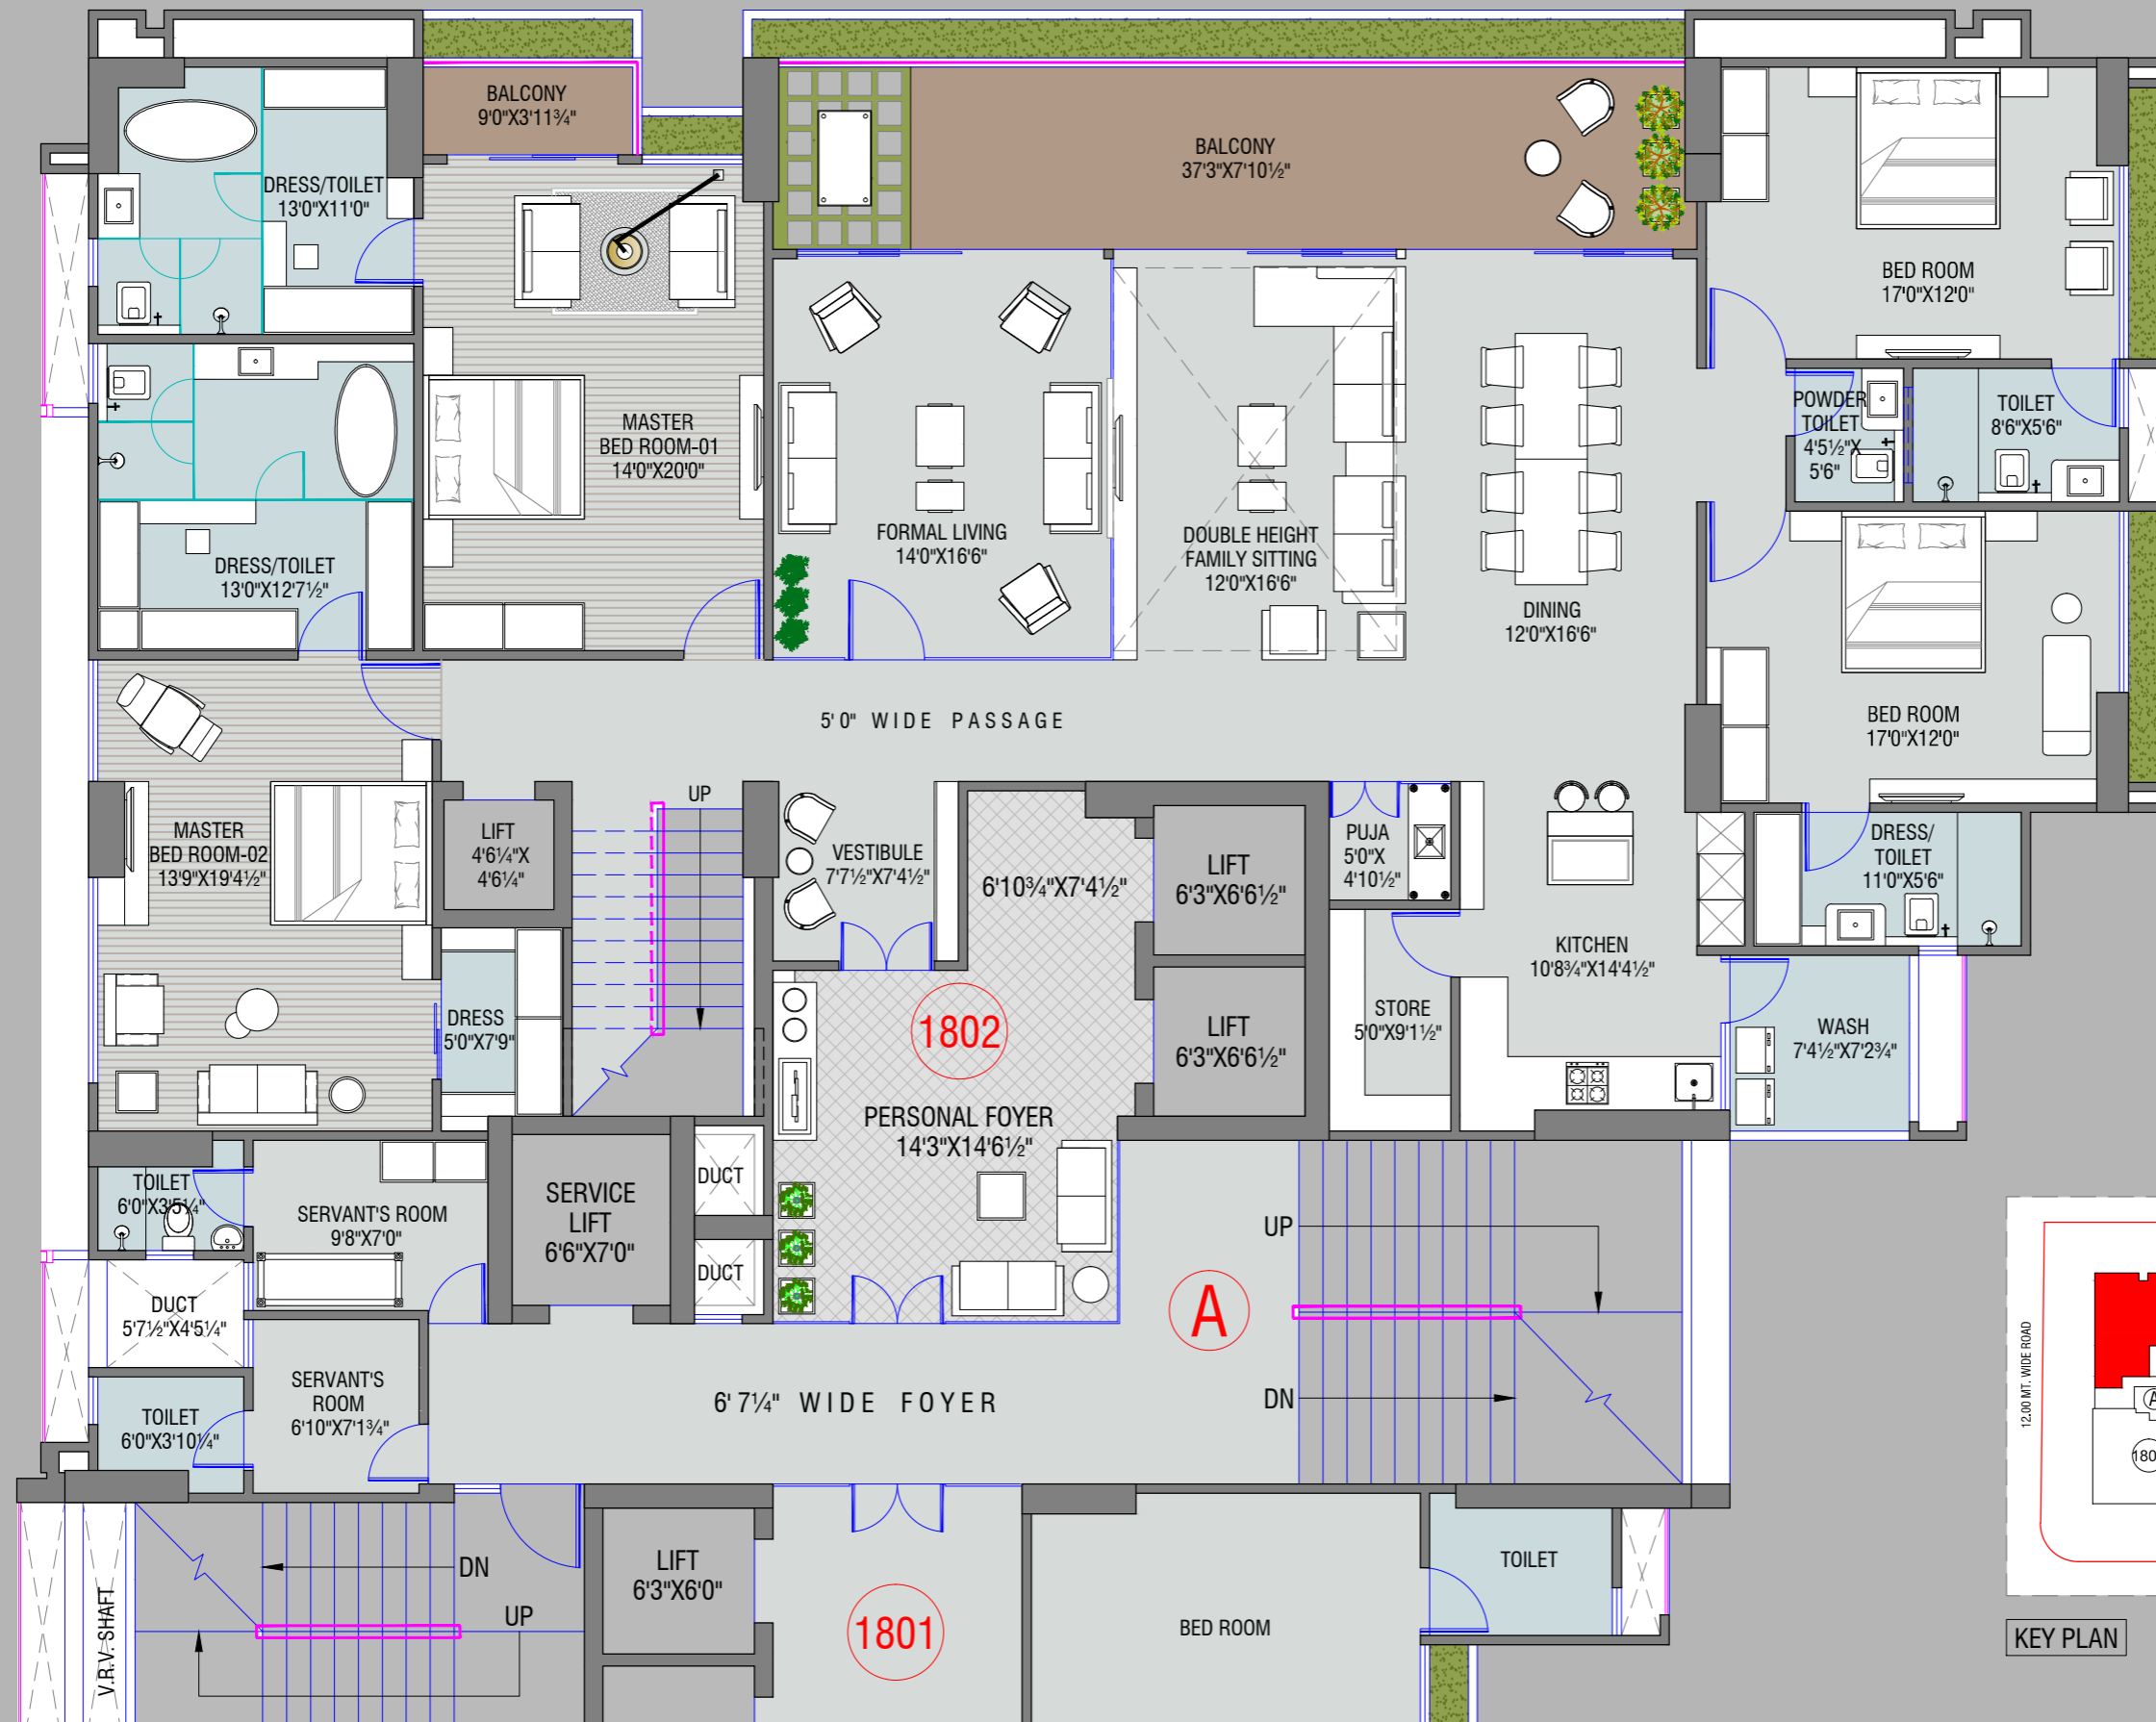 BALCONY
9'0"X3'11¾"
BALCONY
37'3"X7'10½"
DRESS/TOILET
13'0"X11'0"
BED ROOM
17'0"X12'0"
MASTER
BED ROOM-01
14'0"X20'0"
POWDER
TOILET
4'5½"X
5'6"
TOILET
8'6"X5'6"
FORMAL LIVING
14'0"X16'6"
DOUBLE HEIGHT
FAMILY SITTING
12'0"X16'6"
DRESS/TOILET
13'0"X12'7½"
DINING
12'0"X16'6"
5'0" WIDE PASSAGE
BED ROOM
17'0"X12'0"
UP
MASTER
BED ROOM-02
13'9"X19'4½"
LIFT
4'6¼"X
4'6¼"
VESTIBULE
7'7½"X7'4½"
6'10¾"X7'4½"
LIFT
6'3"X6'6½"
PUJA
5'0"X
4'10½"
DRESS/
TOILET
11'0"X5'6"
KITCHEN
10'8¾"X14'4½"
DRESS
5'0"X7'9"
1802
LIFT
6'3"X6'6½"
STORE
5'0"X9'1½"
WASH
7'4½"X7'2¾"
PERSONAL FOYER
14'3"X14'6½"
TOILET
6'0"X3'5¼"
SERVANT'S ROOM
9'8"X7'0"
SERVICE
LIFT
6'6"X7'0"
DUCT
DUCT
UP
A
DUCT
5'7½"X4'5¼"
SERVANT'S
ROOM
6'10"X7'1¾"
6' 7¼" WIDE FOYER
DN
TOILET
6'0"X3'10¼"
12.00 MT. WIDE ROAD
A
180
KEY PLAN
V.R.V. SHAFT
DN
UP
LIFT
6'3"X6'0"
1801
BED ROOM
TOILET